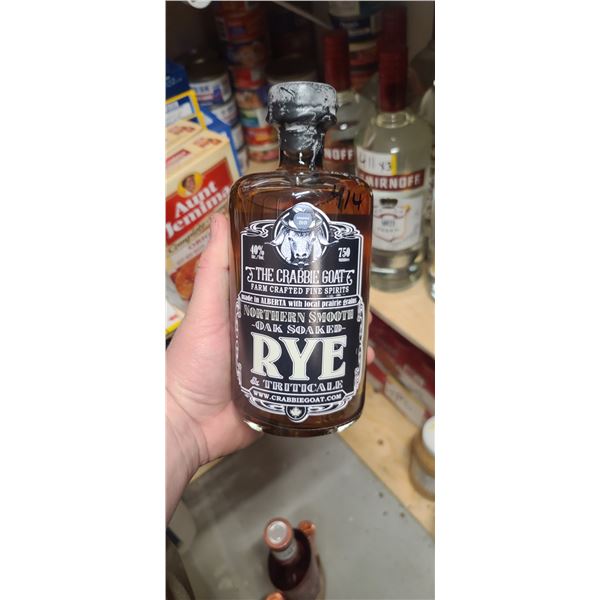 Aunt
Jemima
SMIRNOFF
414
40%
750
THE CRABBIE GOAT
FARM CRAFTED FINE SPIRITS
made in ALBERTA with local prairie grains
NORTHERN SMOOTH
OAK SOAKED
RYE
& TRITICALE
WWW.CRABBIEGOAT.COM